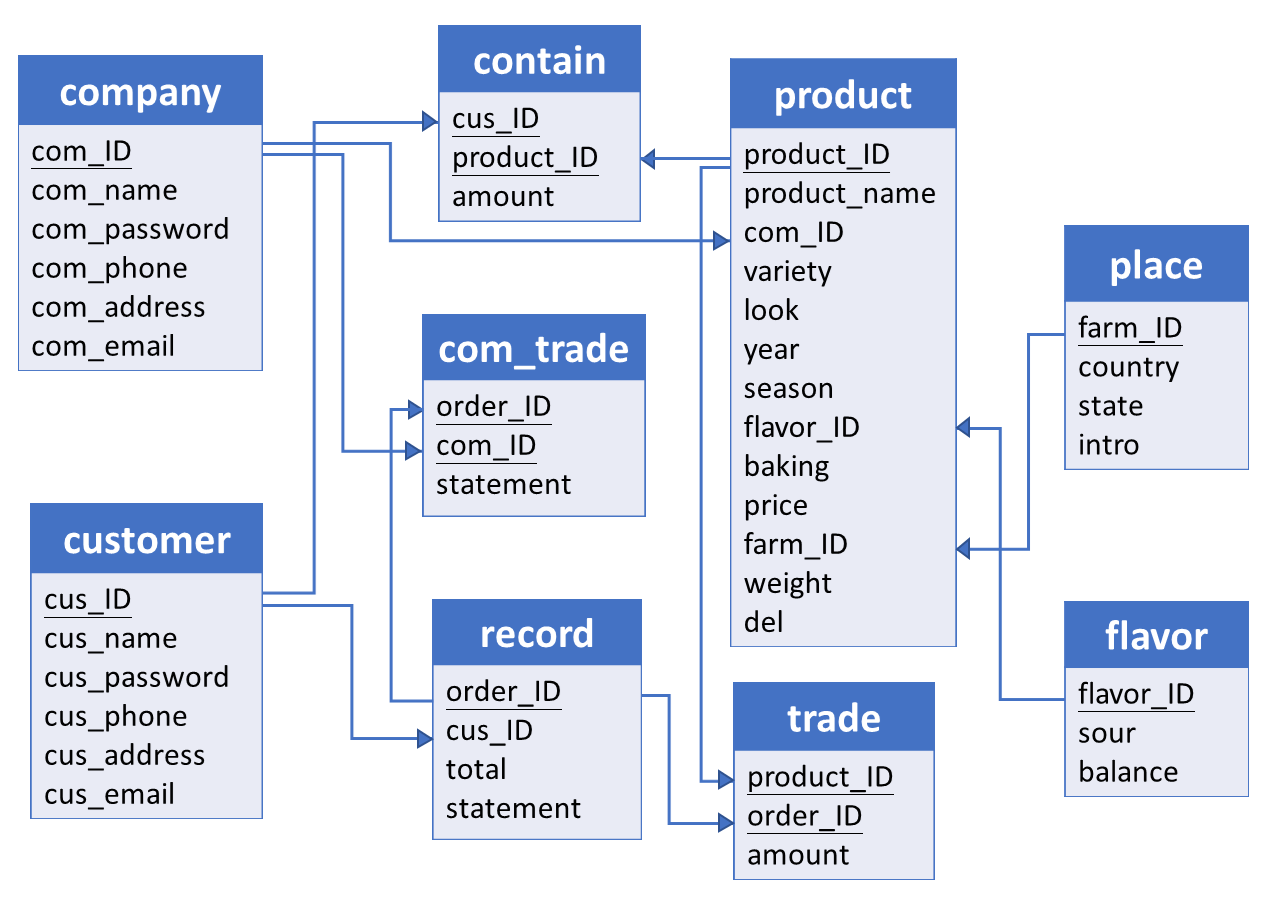 company
com_ID
com_name
com_password
com_phone
com_address
com_email
contain
cus_ID
product_ID
amount
product
product_ID
product_name
com_ID
variety
look
year
season
flavor_ID
baking
price
farm_ID
weight
del
place
farm_ID
country
state
intro
com_trade
order_ID
com_ID
statement
customer
cus_ID
cus_name
cus_password
cus_phone
cus_address
cus_email
record
order_ID
cus_ID
total
statement
trade
product_ID
order_ID
amount
flavor
flavor_ID
sour
balance